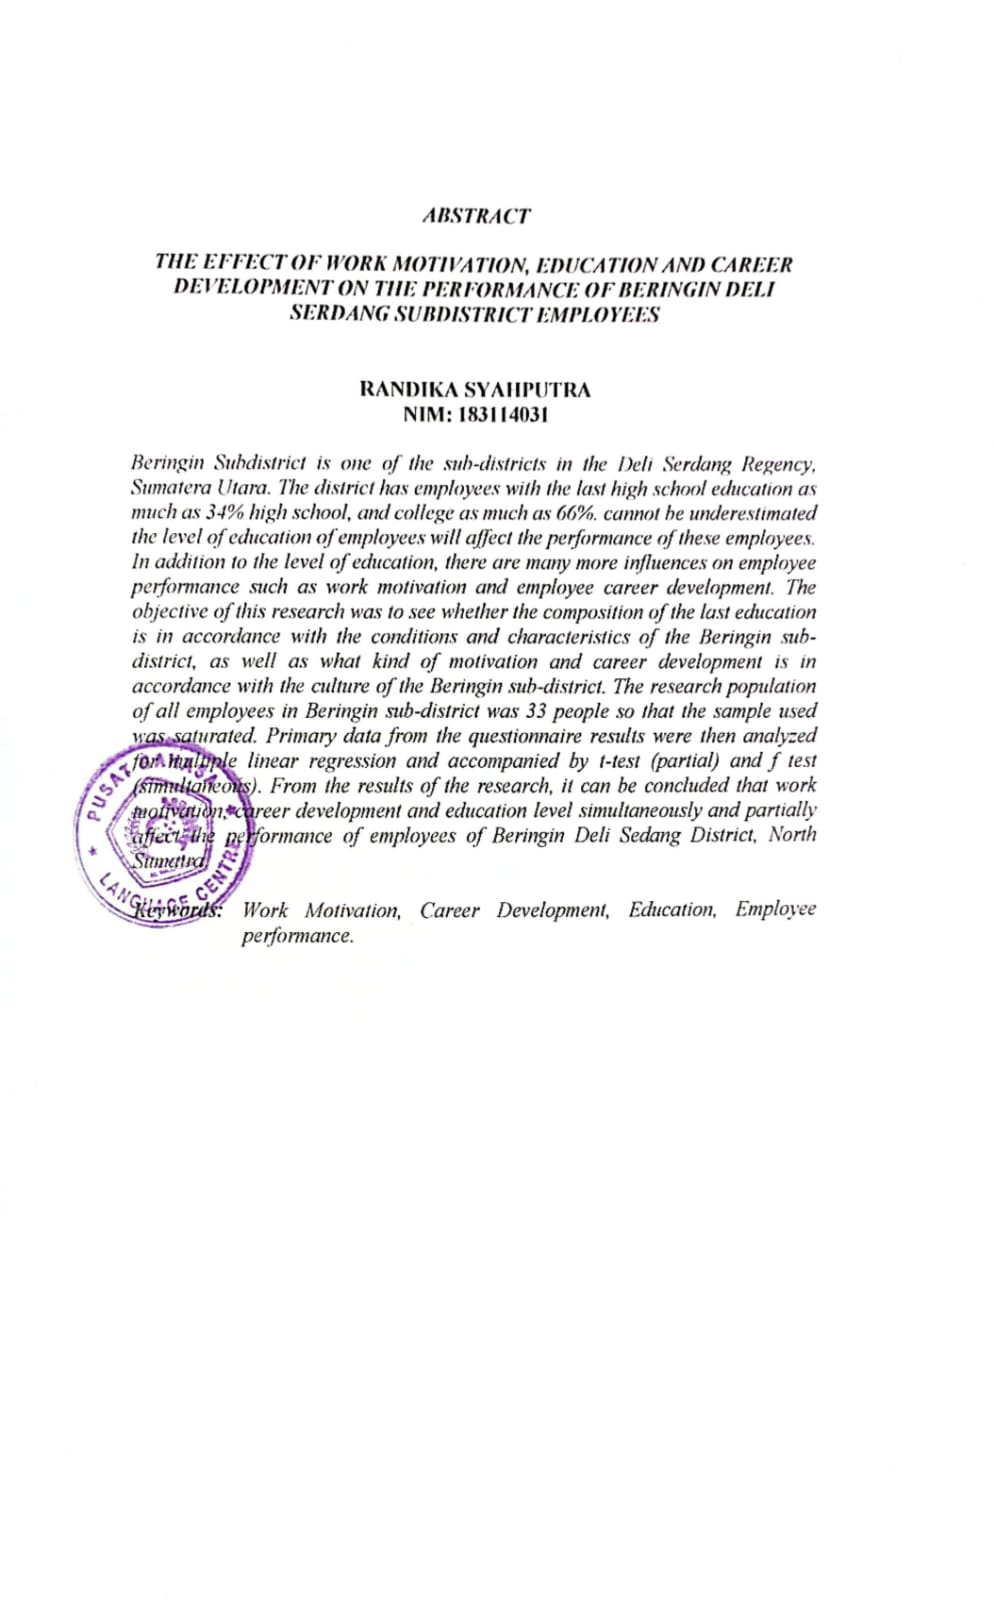 ABSTRACT
THE EFFECT OF WORK MOTIVATION, EDUCATION AND CAREER
DEVELOPMENT ON THE PERFORMANCE OF BERINGIN DELI
SERDANG SUBDISTRICT EMPLOYEES
RANDIKA SYAHPUTRA
NIM: 183114031
Beringin Subdistrict is one of the sub-districts in the Deli Serdang Regency,
Sumatera Utara. The district has employees with the last high school education as
much as 34% high school, and college as much as 66%. cannot be underestimated
the level of education of employees will affect the performance of these employees.
In addition to the level of education, there are many more influences on employee
performance such as work motivation and employee career development. The
objective of this research was to see whether the composition of the last education
is in accordance with the conditions and characteristics of the Beringin sub-
district, as well as what kind of motivation and career development is in
accordance with the culture of the Beringin sub-district. The research population
of all employees in Beringin sub-district was 33 people so that the sample used
was saturated. Primary data from the questionnaire results were then analyzed
for multiple linear regression and accompanied by t-test (partial) and f test
(simultaneous). From the results of the research, it can be concluded that work
motivation, career development and education level simultaneously and partially
affect the performance of employees of Beringin Deli Sedang District, North
Sumatra.
Keywords: Work Motivation, Career Development, Education, Employee
performance.
PUSAT BAHASA
LANGUAGE CENTRE